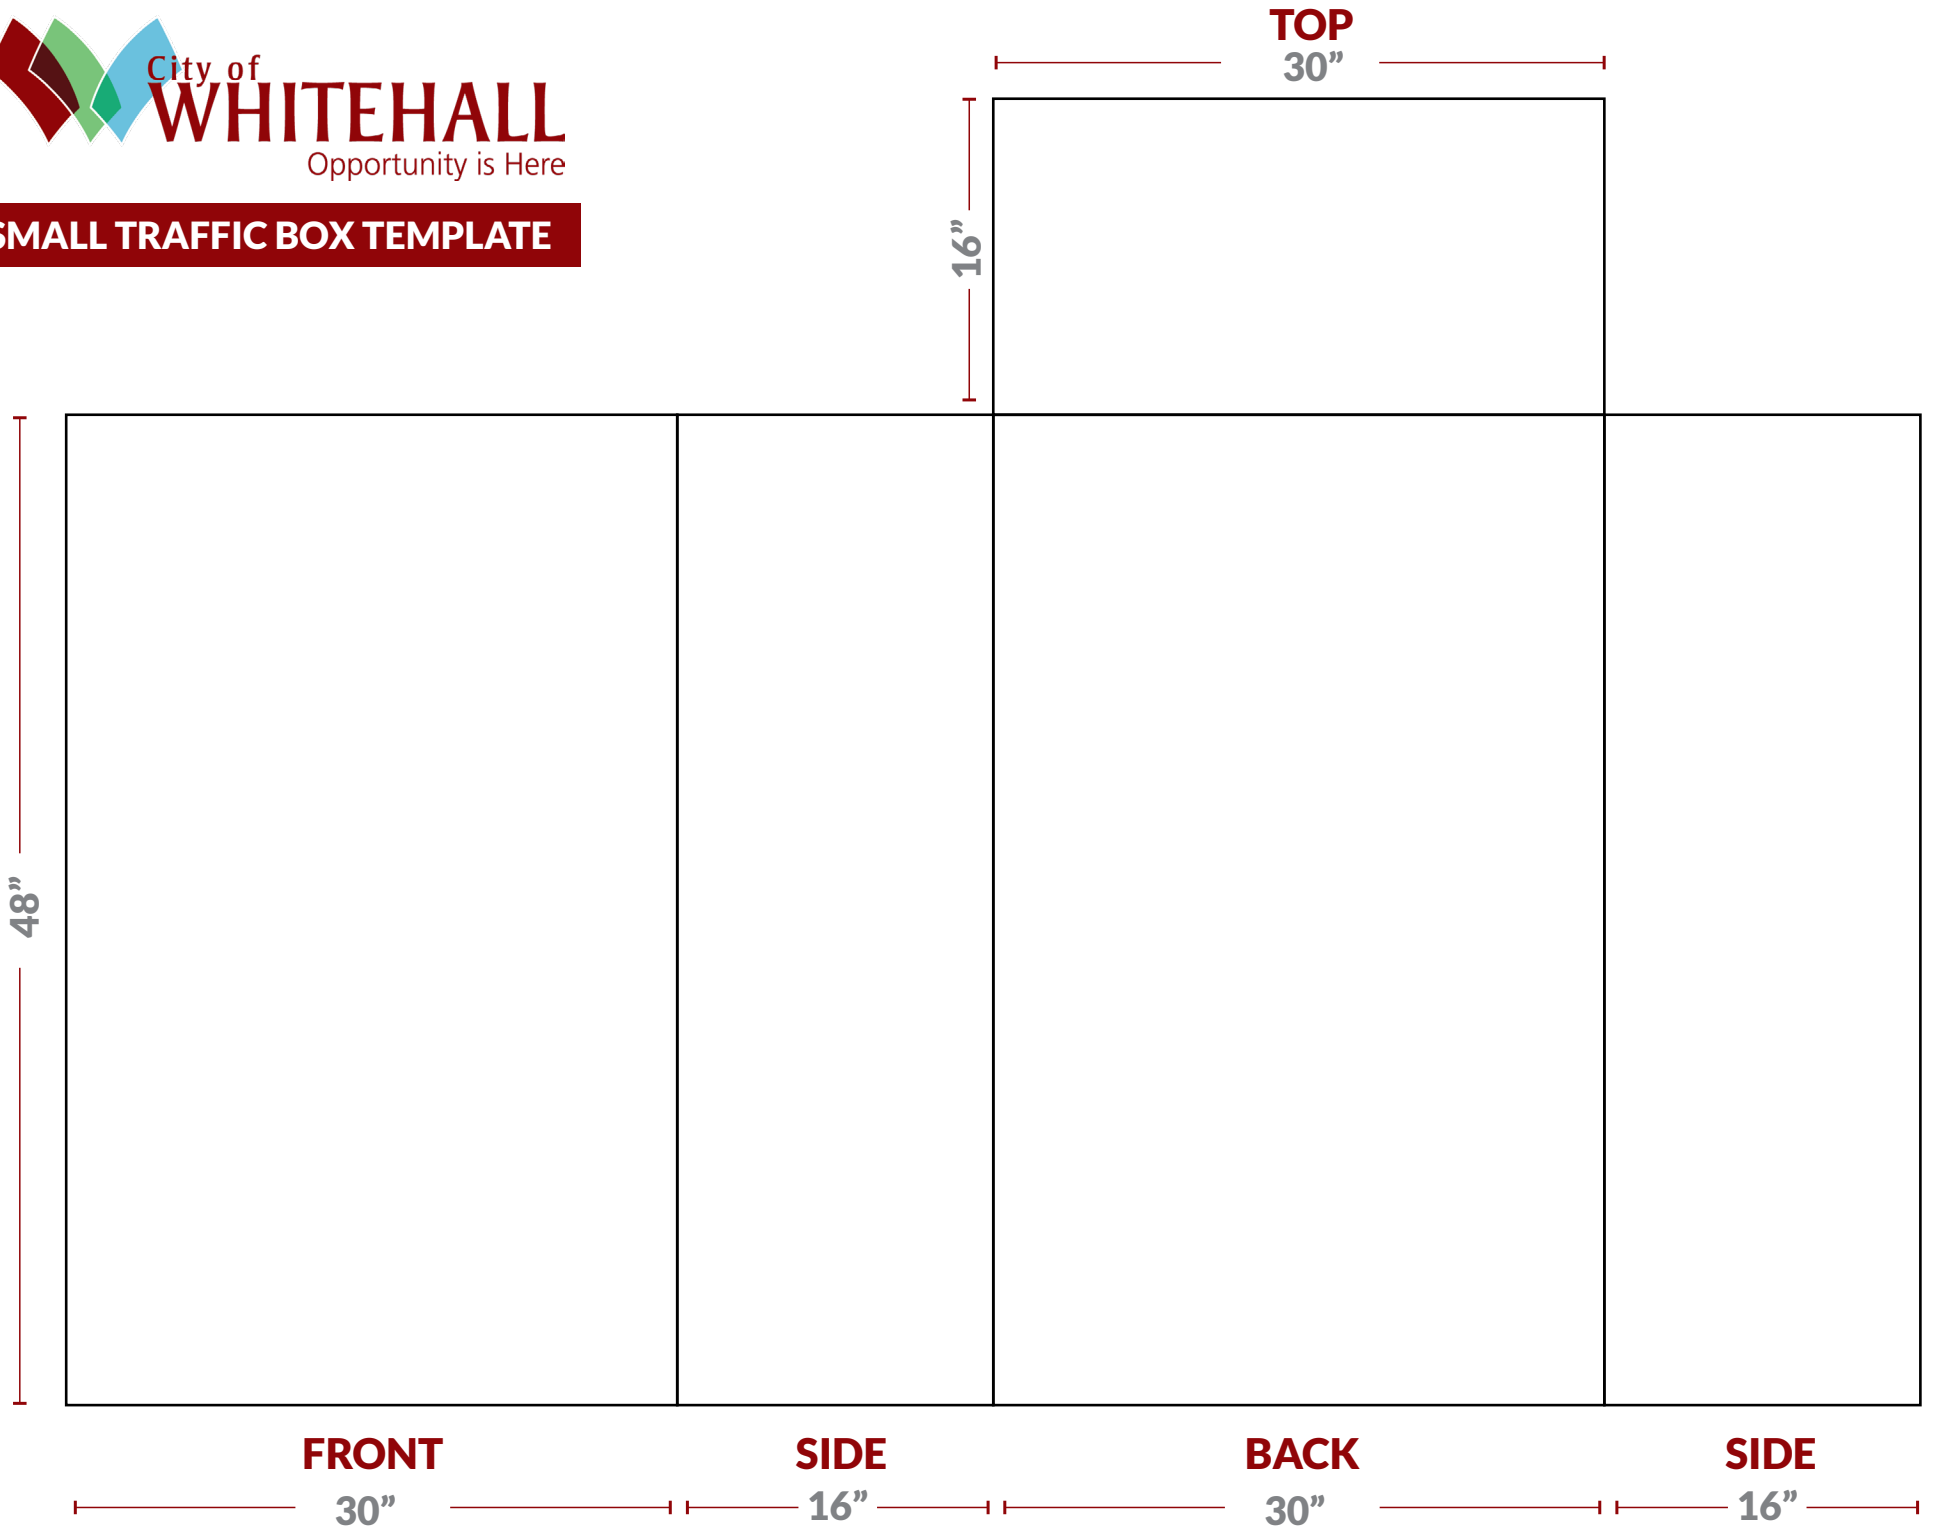 City of
WHITEHALL
Opportunity is Here
SMALL TRAFFIC BOX TEMPLATE
TOP
30”
16”
48”
FRONT
SIDE
BACK
SIDE
30”
16”
30”
16”